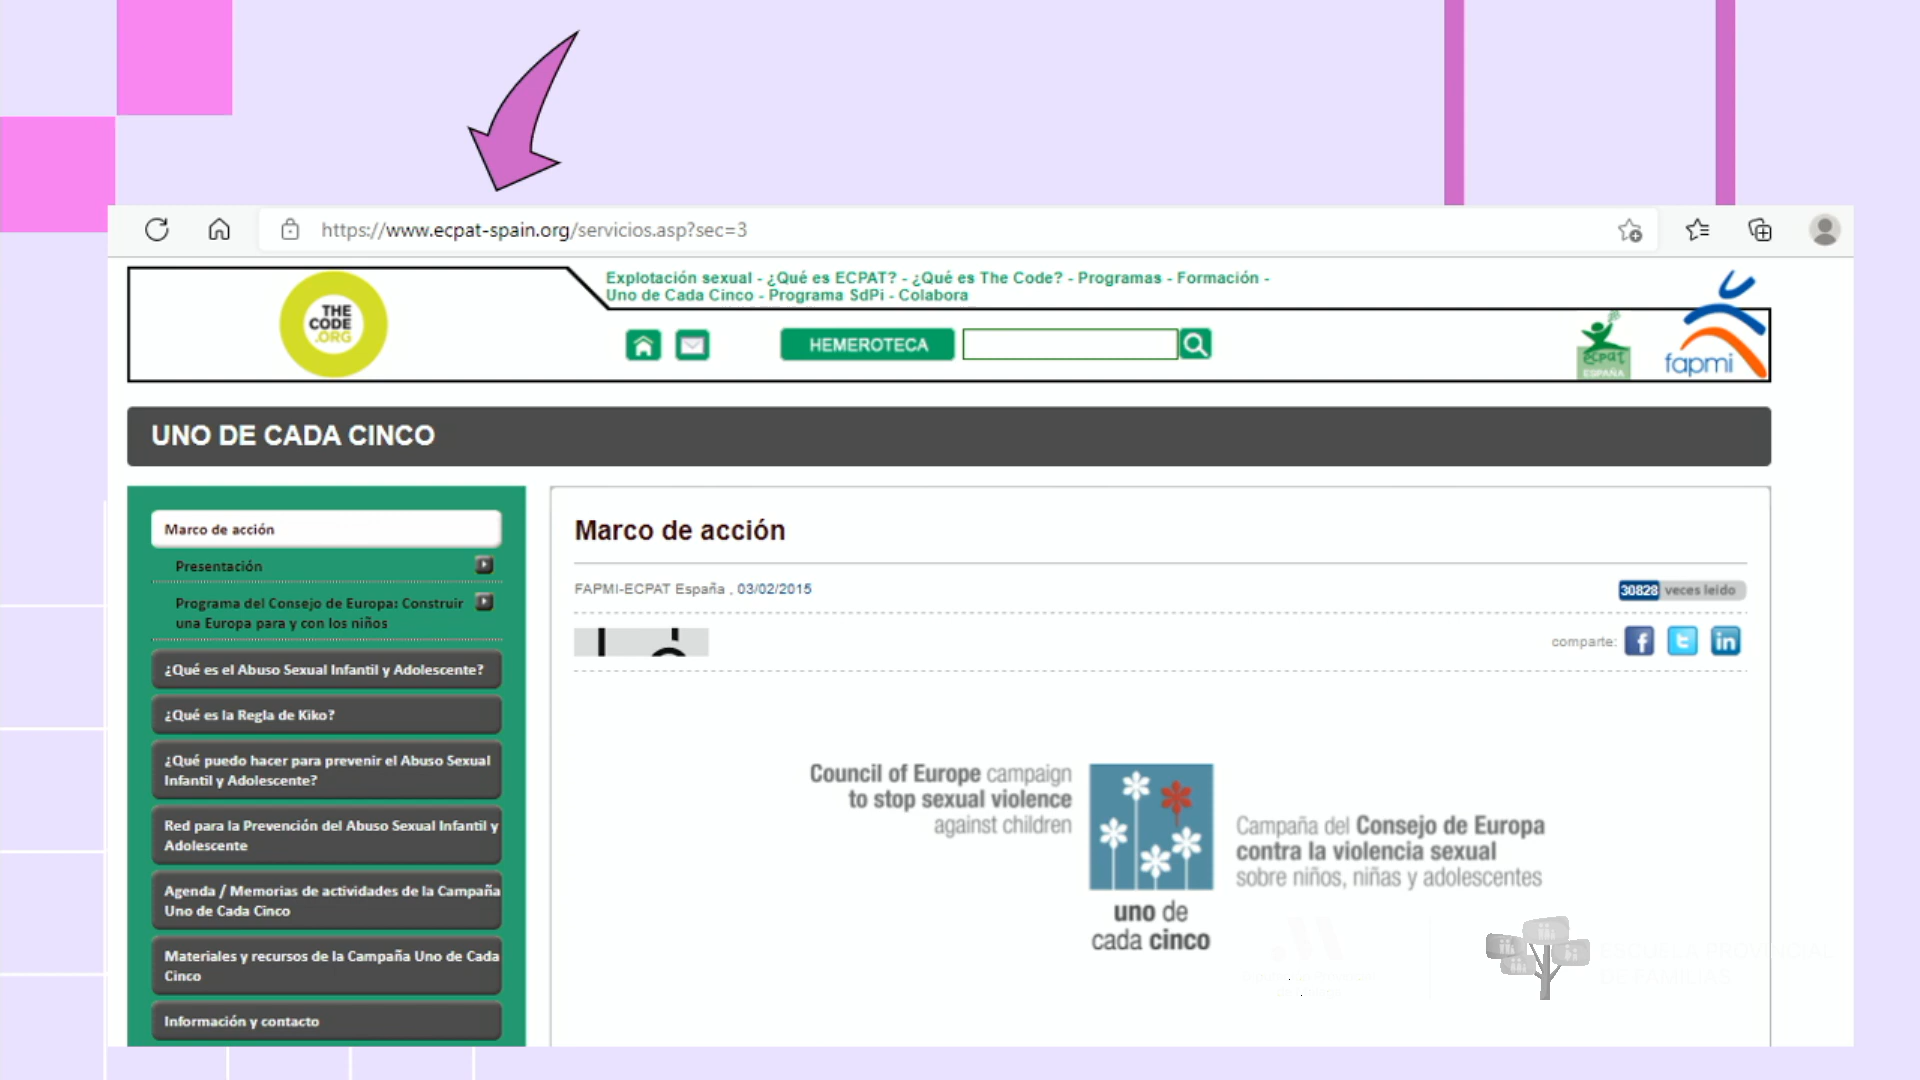 https://www.ecpat-spain.org/servicios.asp?sec=3
THE
CODE
.ORG
Explotación sexual - ¿Qué es ECPAT? - ¿Qué es The Code? - Programas - Formación -
Uno de Cada Cinco - Programa SdPi - Colabora
HEMEROTECA
ecpat
ESPAÑA
fapmi
UNO DE CADA CINCO
Marco de acción
Presentación
Programa del Consejo de Europa: Construir
una Europa para y con los niños
¿Qué es el Abuso Sexual Infantil y Adolescente?
¿Qué es la Regla de Kiko?
¿Qué puedo hacer para prevenir el Abuso Sexual
Infantil y Adolescente?
Red para la Prevención del Abuso Sexual Infantil y
Adolescente
Agenda / Memorias de actividades de la Campaña
Uno de Cada Cinco
Materiales y recursos de la Campaña Uno de Cada
Cinco
Información y contacto
Marco de acción
FAPMI-ECPAT España , 03/02/2015
30828 veces leido
comparte:
Council of Europe campaign
to stop sexual violence
against children
Campaña del Consejo de Europa
contra la violencia sexual
sobre niños, niñas y adolescentes
uno de
cada cinco
ESCUELA PROVINCIAL
DE FAMILIAS